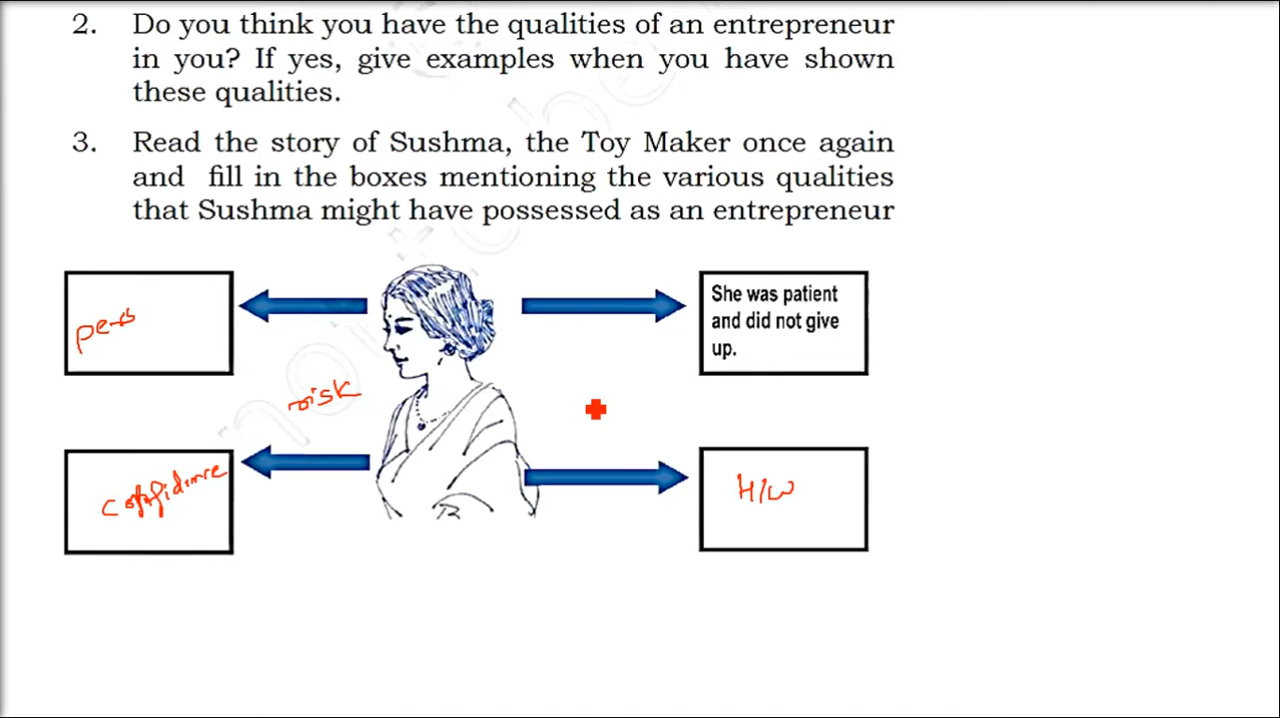 2. Do you think you have the qualities of an entrepreneur
in you? If yes, give examples when you have shown
these qualities.
3. Read the story of Sushma, the Toy Maker once again
and fill in the boxes mentioning the various qualities
that Sushma might have possessed as an entrepreneur
She was patient
and did not give
up.
pers
risk
H/W